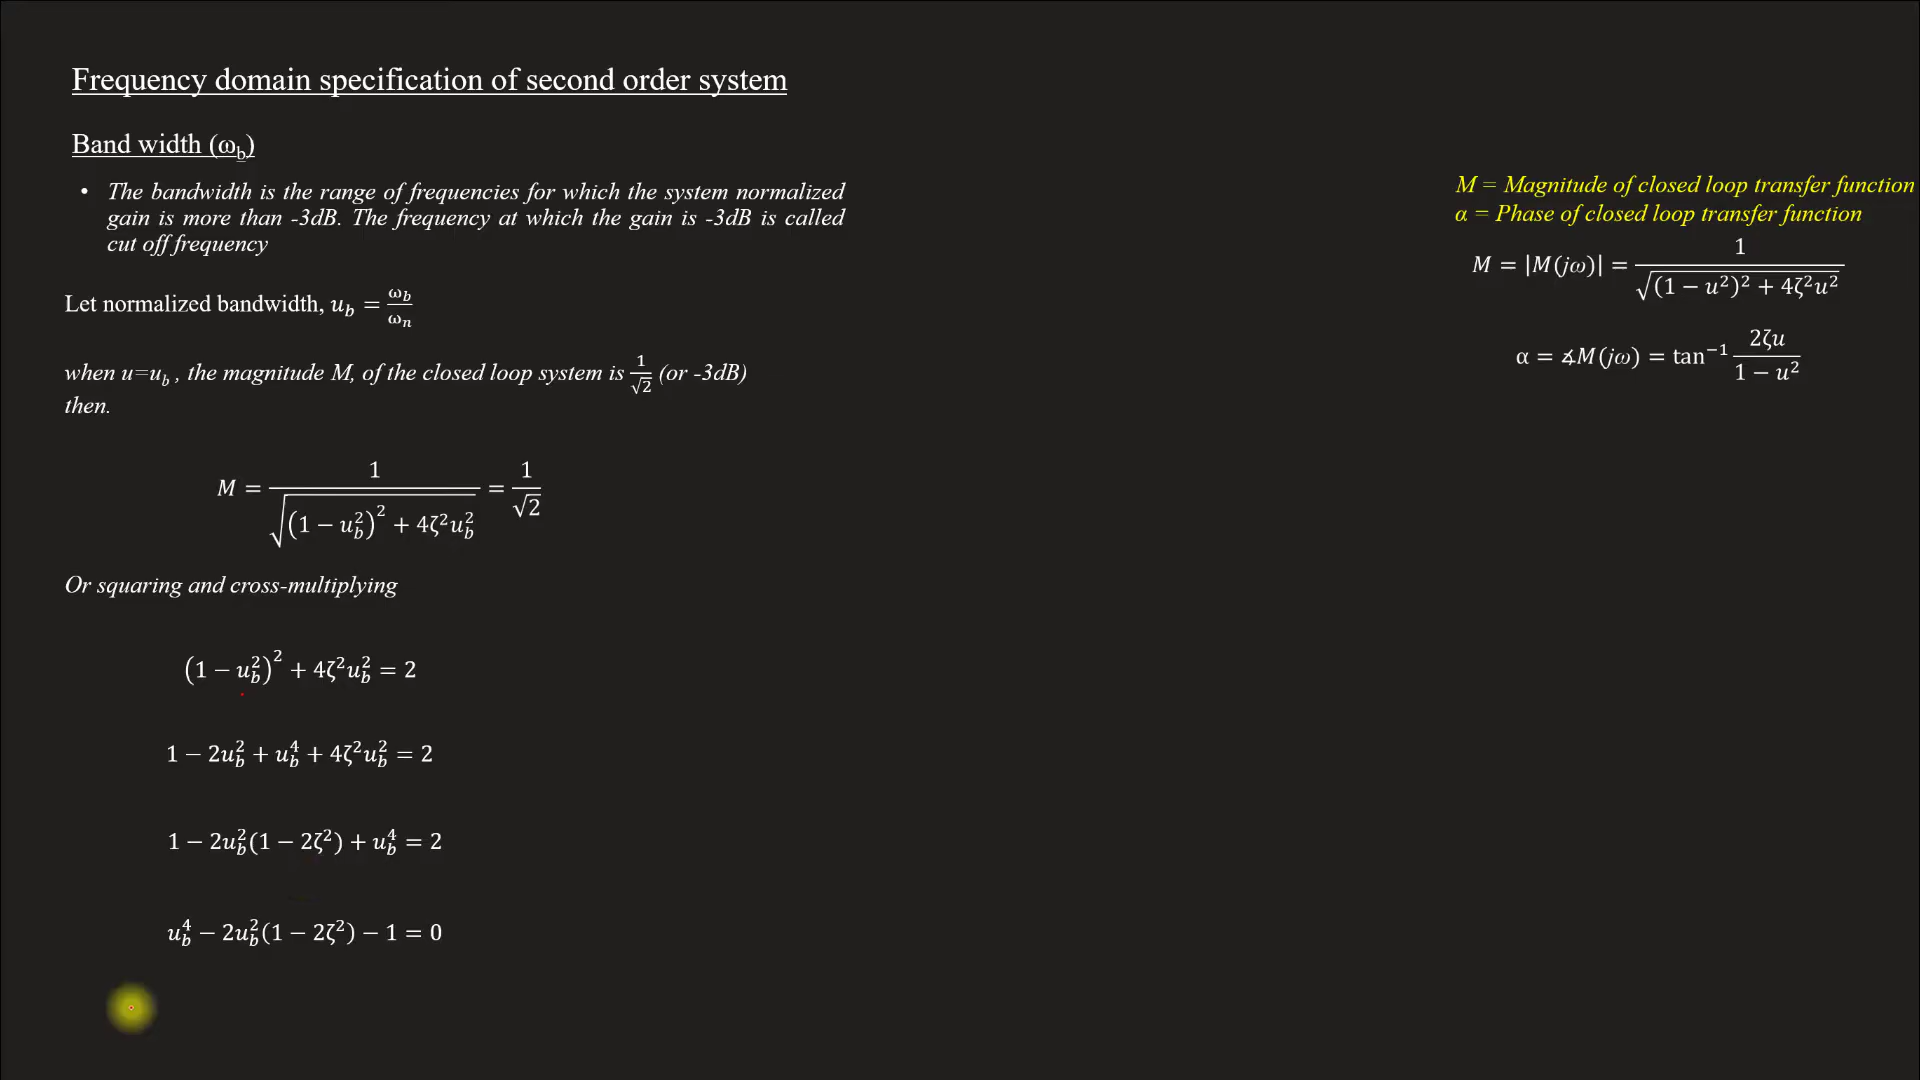 Frequency domain specification of second order system
Band width (ω_b)
• The bandwidth is the range of frequencies for which the system normalized
gain is more than -3dB. The frequency at which the gain is -3dB is called
cut off frequency
Let normalized bandwidth, u_b = ω_b/ω_n
when u=u_b , the magnitude M, of the closed loop system is 1/√2 (or -3dB)
then.
M = 1/√((1 − u_b²)² + 4ζ²u_b²) = 1/√2
Or squaring and cross-multiplying
(1 − u_b²)² + 4ζ²u_b² = 2
1 − 2u_b² + u_b⁴ + 4ζ²u_b² = 2
1 − 2u_b²(1 − 2ζ²) + u_b⁴ = 2
u_b⁴ − 2u_b²(1 − 2ζ²) − 1 = 0
M = Magnitude of closed loop transfer function
α = Phase of closed loop transfer function
M = |M(jω)| = 1/√((1 − u²)² + 4ζ²u²)
α = ∡M(jω) = tan⁻¹ 2ζu/(1 − u²)